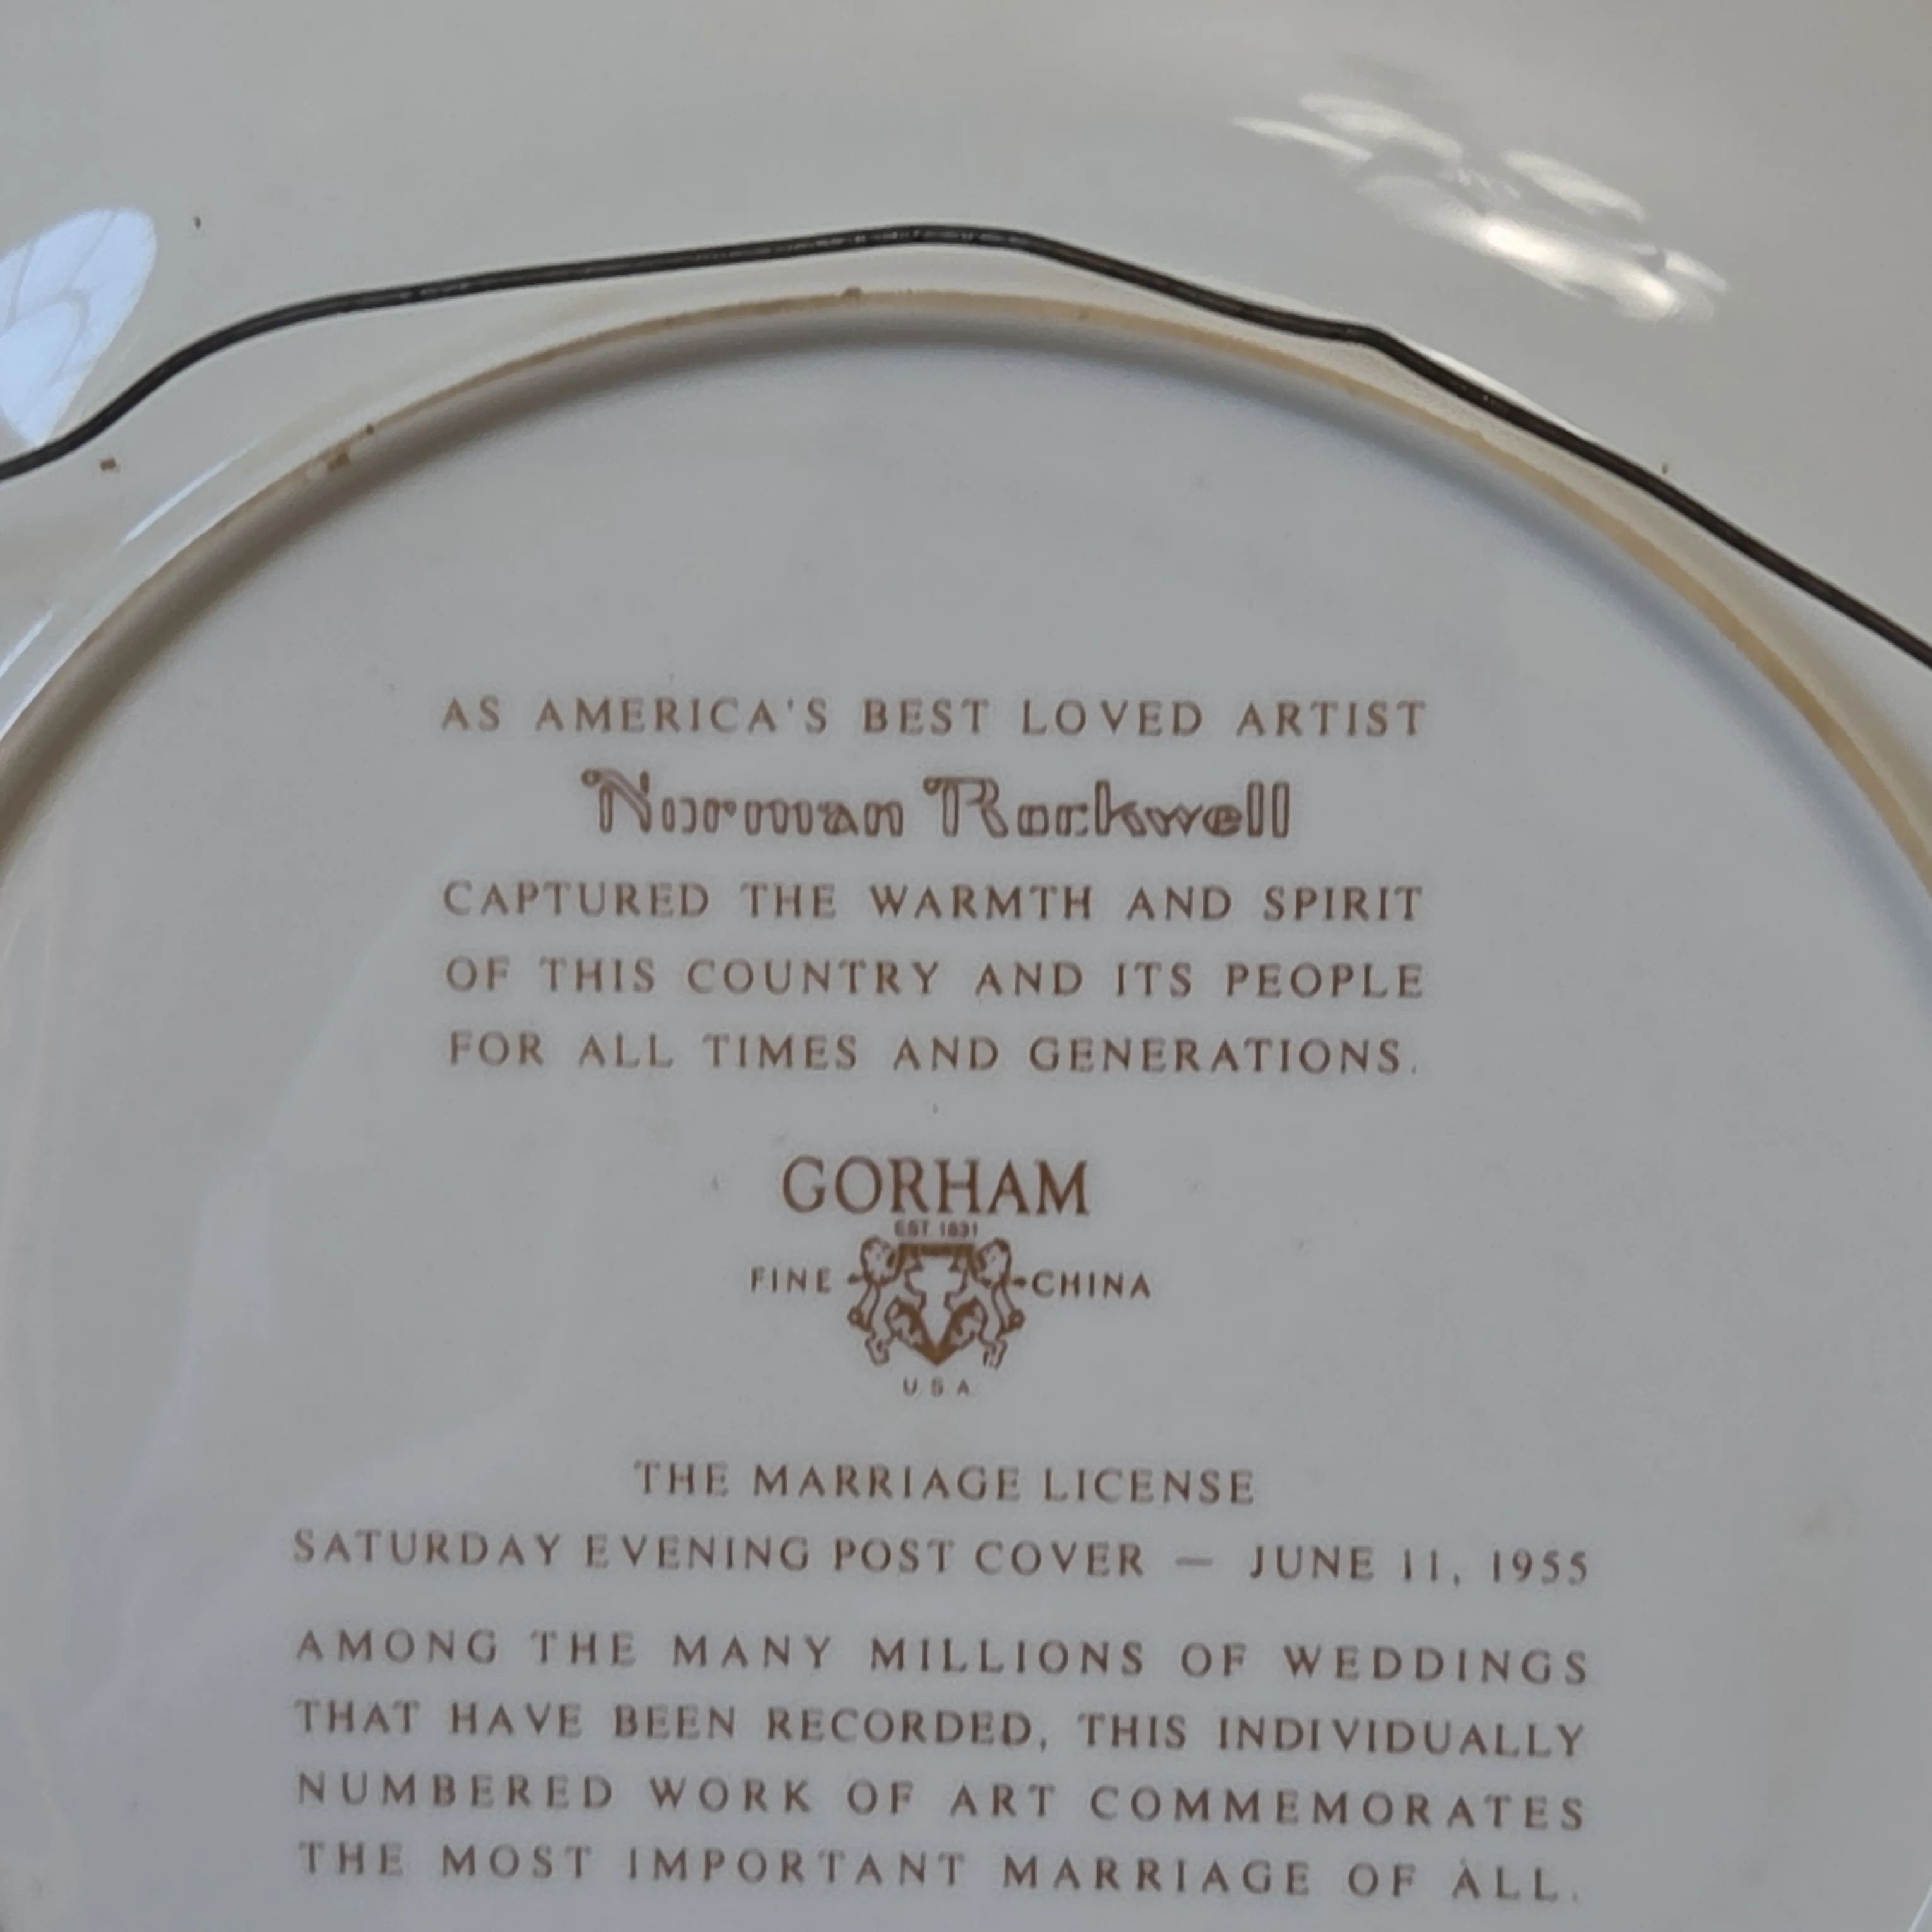 AS AMERICA'S BEST LOVED ARTIST
Norman Rockwell
CAPTURED THE WARMTH AND SPIRIT
OF THIS COUNTRY AND ITS PEOPLE
FOR ALL TIMES AND GENERATIONS.
GORHAM
EST 1831
FINE CHINA
USA
THE MARRIAGE LICENSE
SATURDAY EVENING POST COVER — JUNE 11, 1955
AMONG THE MANY MILLIONS OF WEDDINGS
THAT HAVE BEEN RECORDED, THIS INDIVIDUALLY
NUMBERED WORK OF ART COMMEMORATES
THE MOST IMPORTANT MARRIAGE OF ALL.